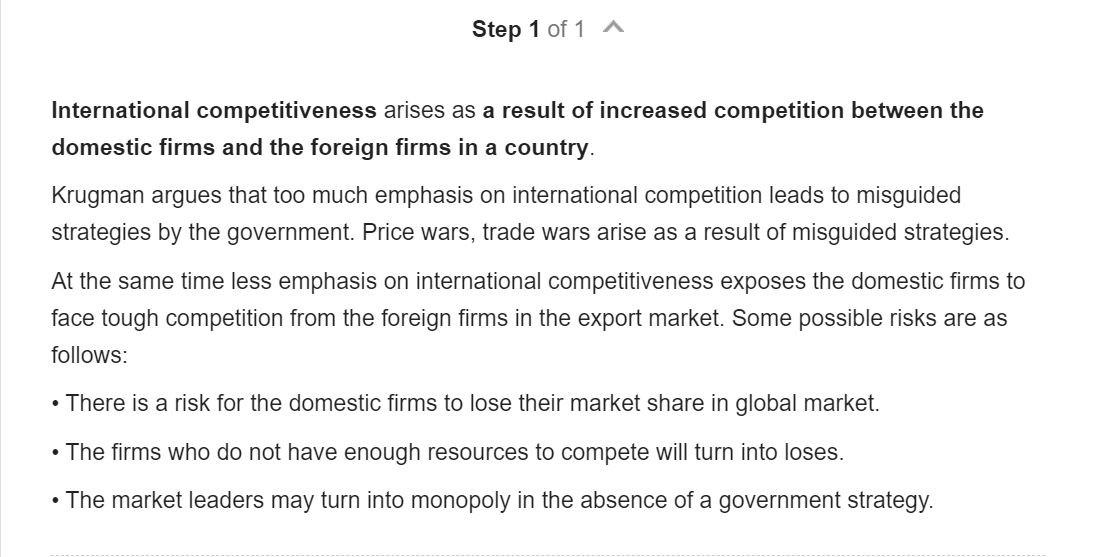 Step 1 of 1
International competitiveness arises as a result of increased competition between the
domestic firms and the foreign firms in a country.
Krugman argues that too much emphasis on international competition leads to misguided
strategies by the government. Price wars, trade wars arise as a result of misguided strategies.
At the same time less emphasis on international competitiveness exposes the domestic firms to
face tough competition from the foreign firms in the export market. Some possible risks are as
follows:
• There is a risk for the domestic firms to lose their market share in global market.
• The firms who do not have enough resources to compete will turn into loses.
• The market leaders may turn into monopoly in the absence of a government strategy.